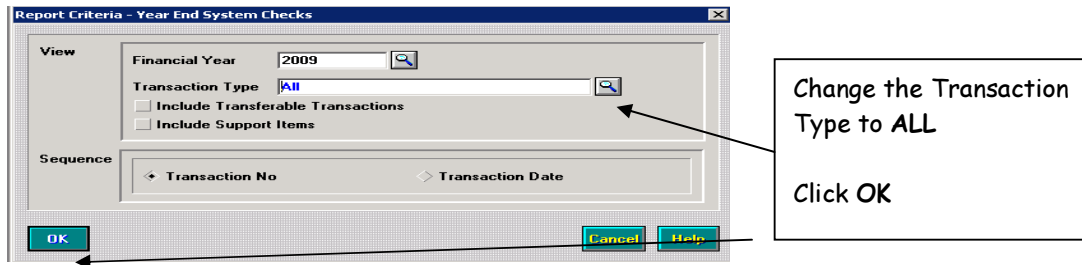 Report Criteria - Year End System Checks
View
Financial Year 2009
Transaction Type All
Include Transferable Transactions
Include Support Items
Sequence
Transaction No Transaction Date
OK Cancel Help
Change the Transaction
Type to ALL
Click OK